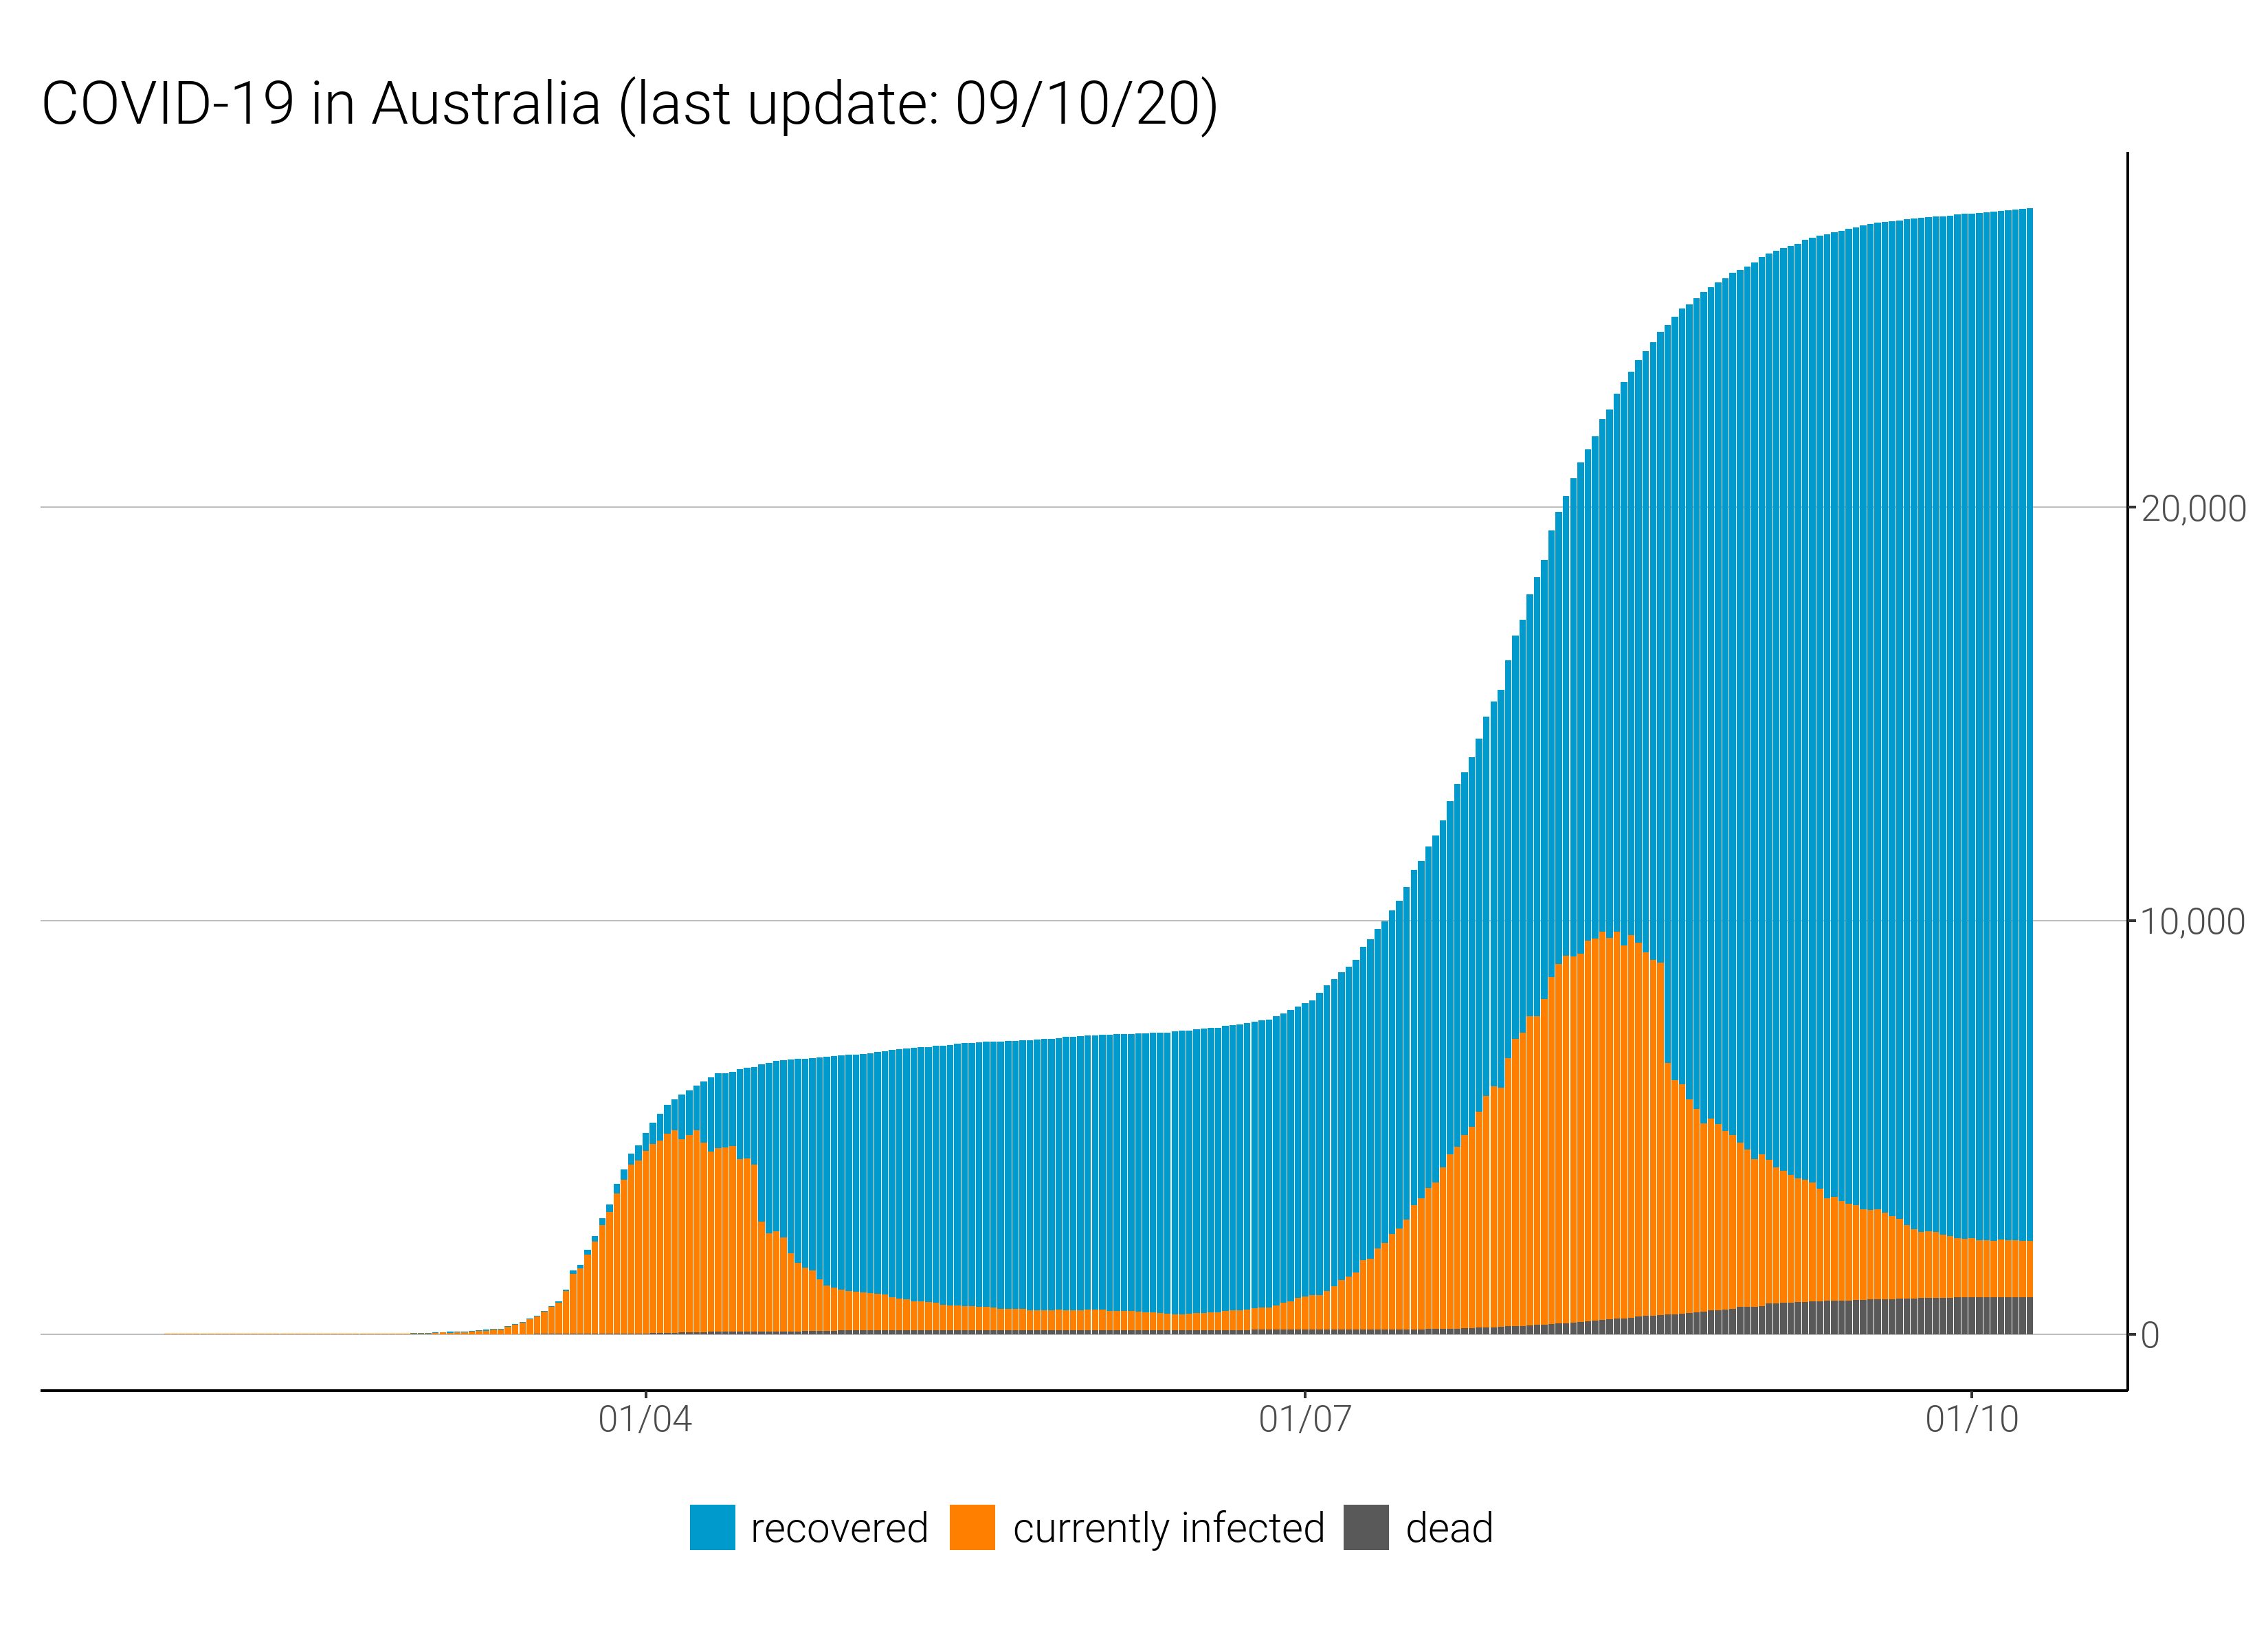 COVID-19 in Australia (last update: 09/10/20)
20,000
10,000
0
01/04 01/07 01/10
recovered currently infected dead